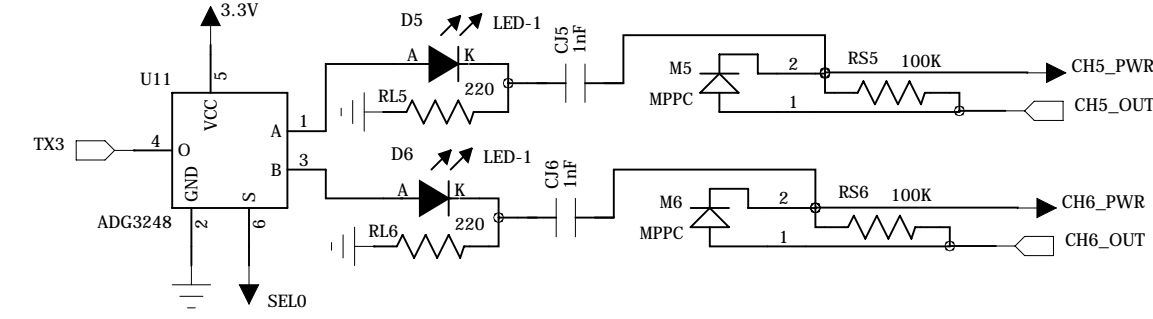 3.3V
D5 LED-1
CJ5
1nF
U11
5
A K
M5
2
RS5 100K
CH5_PWR
VCC
RL5
220
MPPC
1
CH5_OUT
TX3
4
O
A
1
B
3
D6 LED-1
CJ6
1nF
GND
S
A K
M6
2
RS6 100K
CH6_PWR
ADG3248
2
6
RL6
220
MPPC
1
CH6_OUT
SEL0